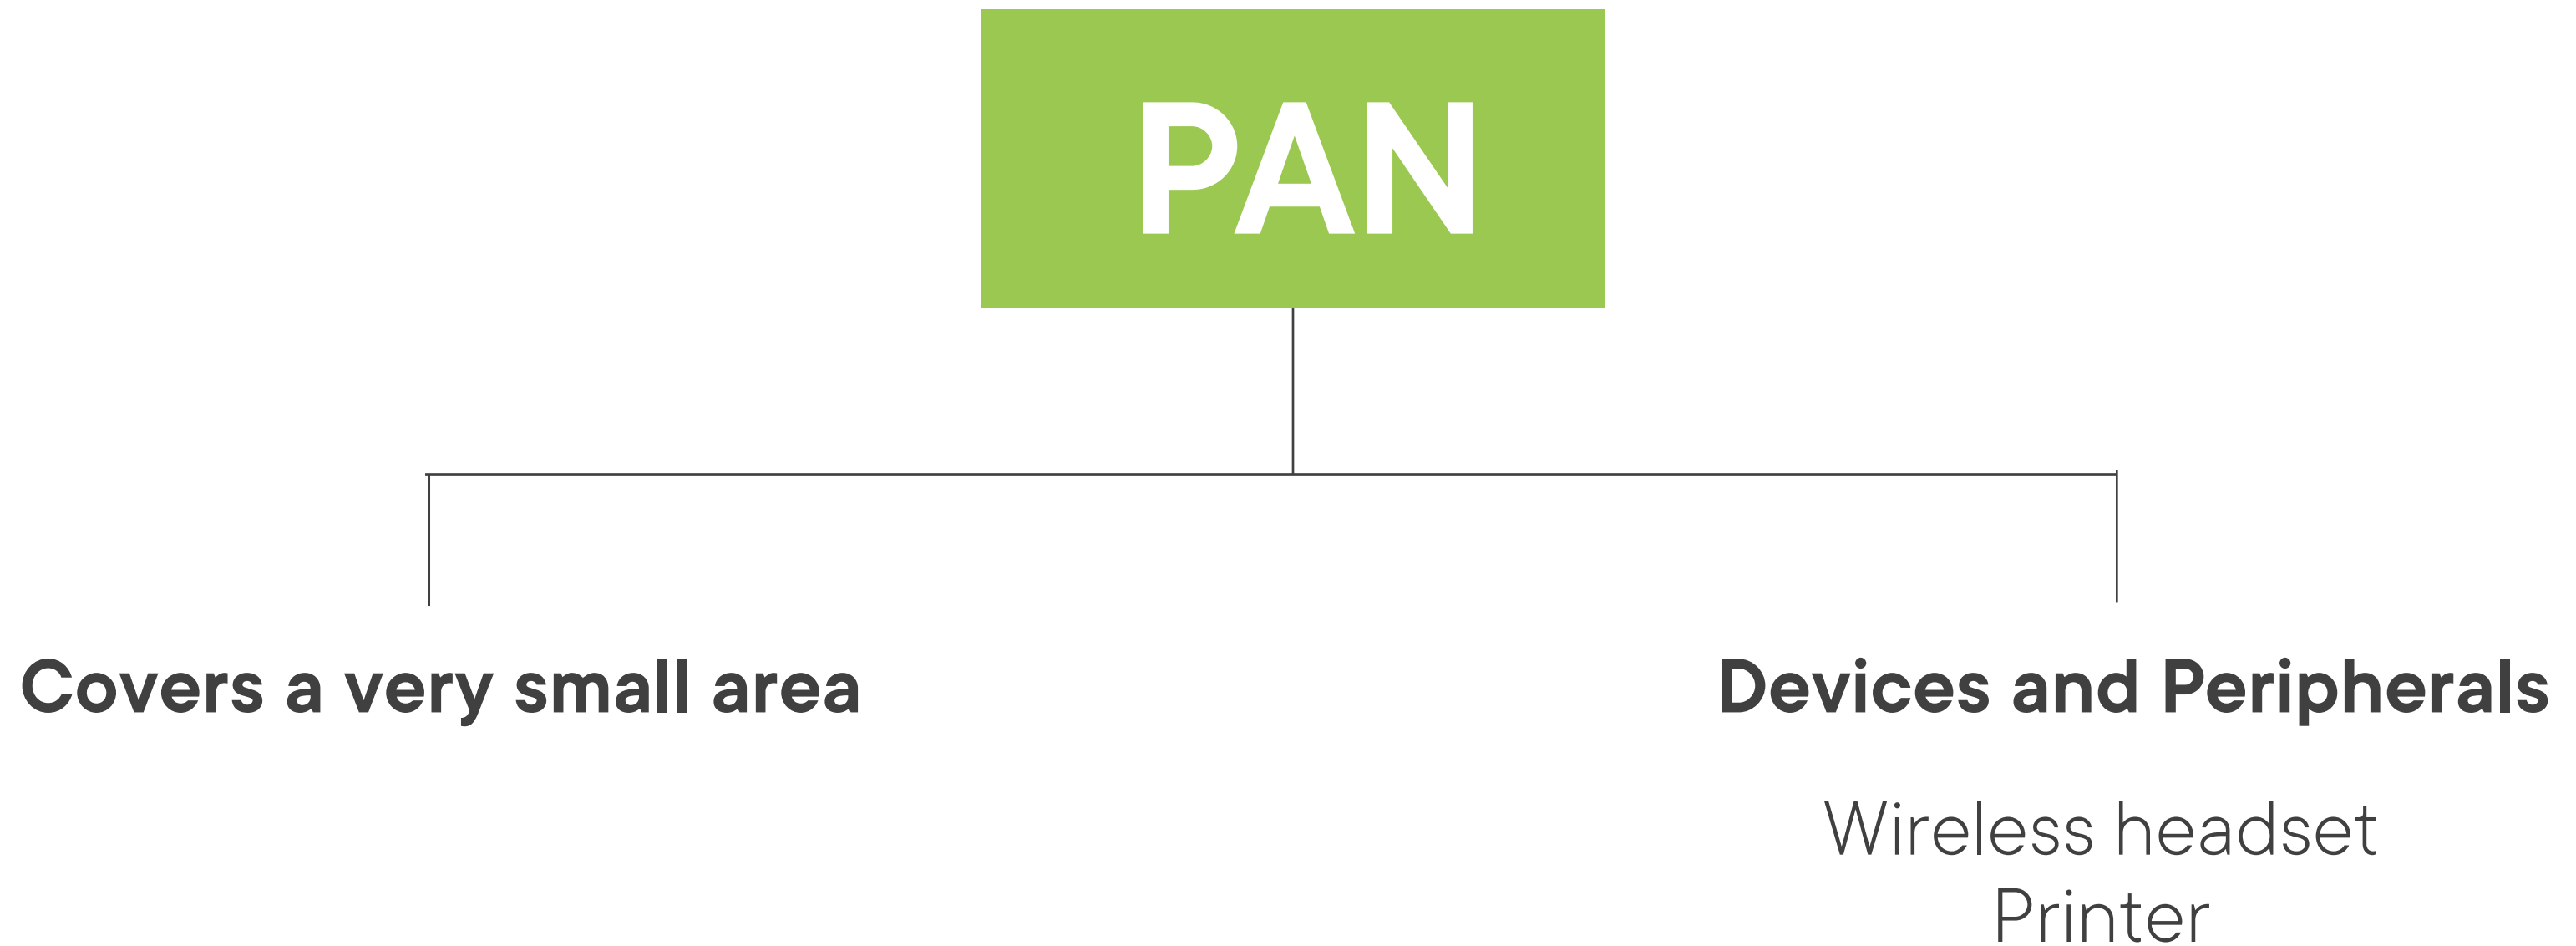 PAN
Covers a very small area
Devices and Peripherals
Wireless headset
Printer